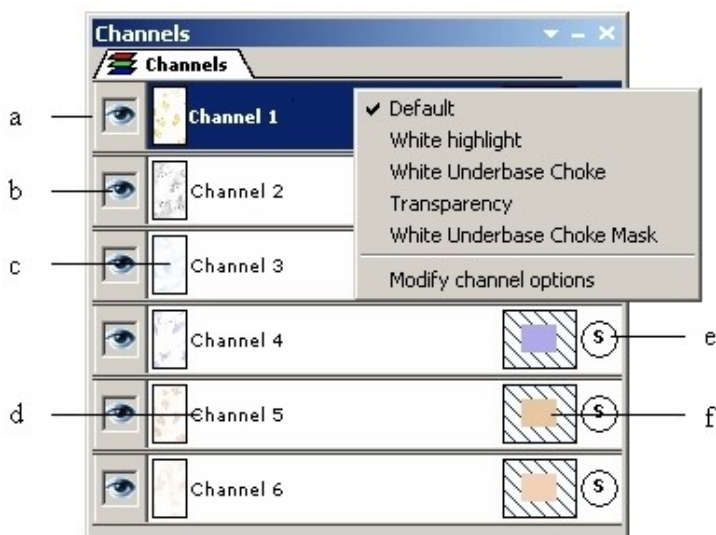 Channels
Channels
a
Channel 1
Default
White highlight
White Underbase Choke
Transparency
White Underbase Choke Mask
Modify channel options
b
Channel 2
c
Channel 3
Channel 4
S
e
d
Channel 5
S
f
Channel 6
S